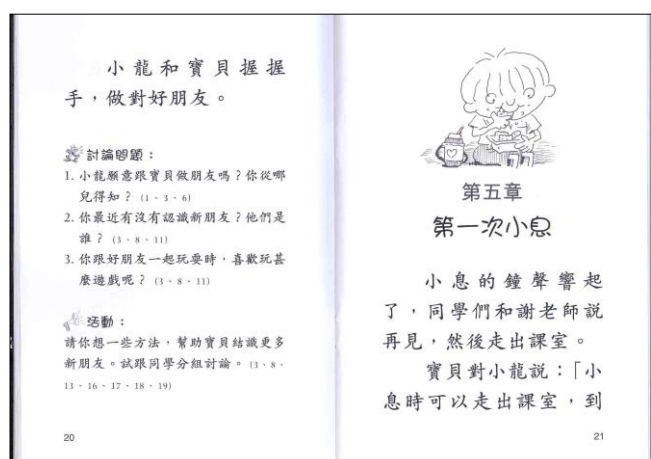 小龍和寶貝握握
手，做對好朋友。
討論問題：
1. 小龍願意跟寶貝做朋友嗎？你從哪
兒得知？ (1、3、6)
2. 你最近有沒有認識新朋友？他們是
誰？ (3、8、11)
3. 你跟好朋友一起玩耍時，喜歡玩甚
麼遊戲呢？ (3、8、11)
活動：
請你想一些方法，幫助寶貝結識更多
新朋友。試跟同學分組討論。 (3、8、
13、16、17、18、19)
20
第五章
第一次小息
小息的鐘聲響起
了，同學們和謝老師說
再見，然後走出課室。
寶貝對小龍說：「小
息時可以走出課室，到
21